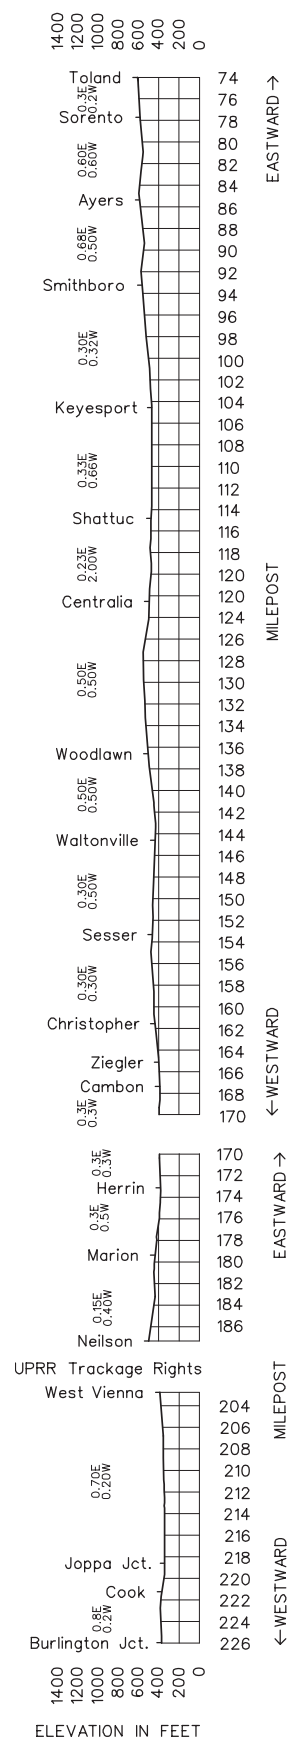 1400 1200 1000 800 600 400 200 0
Toland 74
0.3E
0.2W
76
Sorento 78
EASTWARD →
80
0.60E
0.60W
82
84
Ayers 86
88
0.68E
0.50W
90
92
Smithboro 94
96
0.30E
0.32W
98
100
102
104
Keyesport 106
108
0.33E
0.66W
110
112
114
Shattuc 116
118
0.23E
2.00W
120
MILEPOST
120
Centralia
124
126
128
0.50E
0.50W
130
132
134
136
Woodlawn 138
0.50E
0.50W
140
142
Waltonville 144
146
148
0.30E
0.50W
150
152
Sesser 154
156
0.30E
0.30W
158
160
Christopher 162
164
Ziegler 166
Cambon 168
0.3E
0.3W
170
←WESTWARD
170
0.3E
0.3W
172
Herrin 174
EASTWARD →
0.3E
0.5W
176
178
Marion 180
182
0.15E
0.40W
184
186
Neilson
UPRR Trackage Rights
West Vienna 204
MILEPOST
206
208
0.70E
0.20W
210
212
214
216
Joppa Jct. 218
220
Cook 222
0.8E
0.2W
224
Burlington Jct. 226
←WESTWARD
1400 1200 1000 800 600 400 200 0
ELEVATION IN FEET